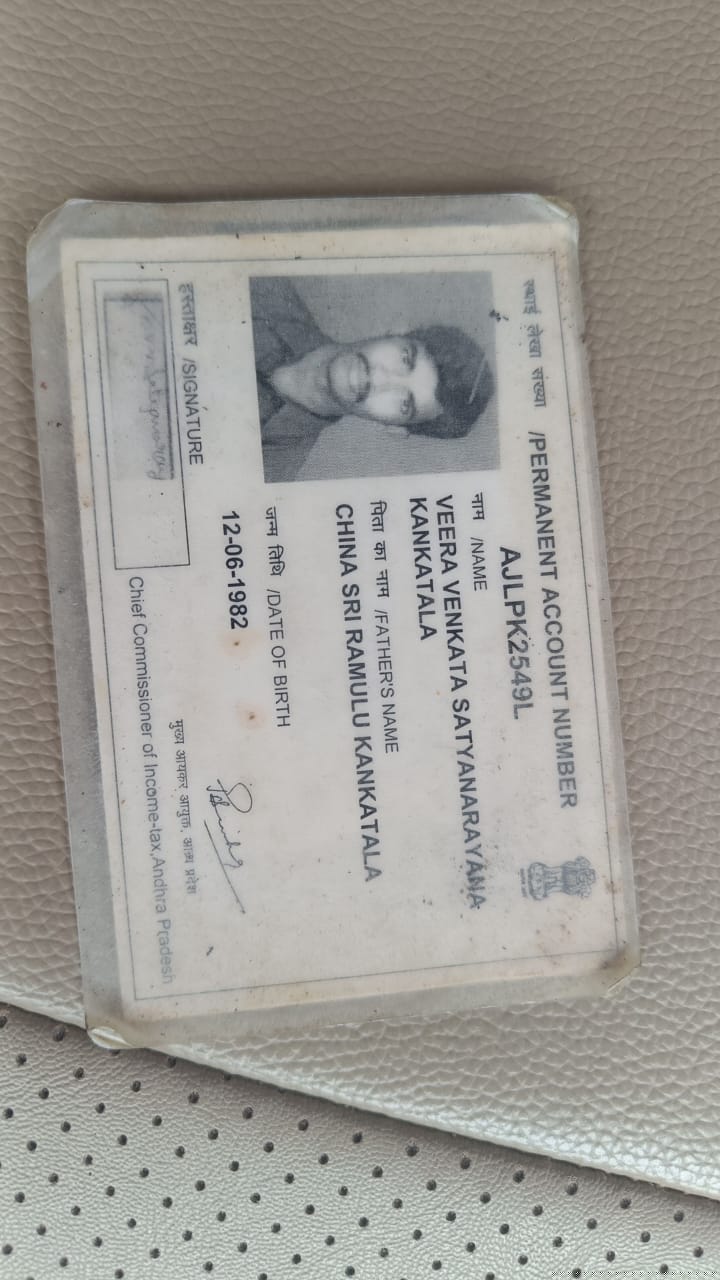 स्थाई लेखा संख्या /PERMANENT ACCOUNT NUMBER
AJLPK2549L
नाम /NAME
VEERA VENKATA SATYANARAYANA
KANKATALA
पिता का नाम /FATHER'S NAME
CHINA SRI RAMULU KANKATALA
जन्म तिथि /DATE OF BIRTH
12-06-1982
हस्ताक्षर /SIGNATURE
मुख्य आयकर आयुक्त, आन्ध्र प्रदेश
Chief Commissioner of Income-tax,Andhra Pradesh